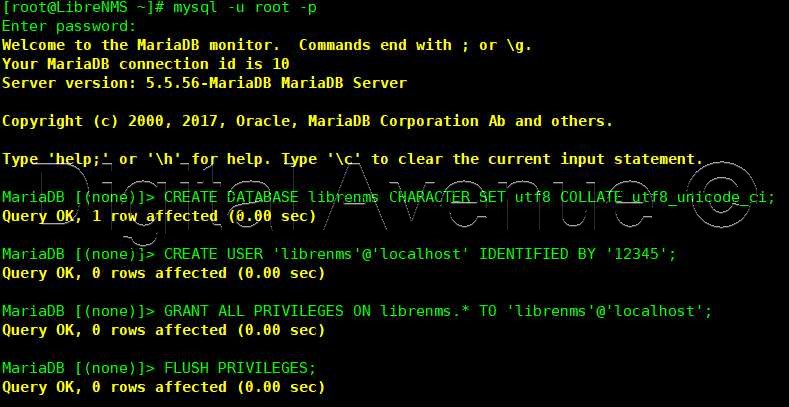 [root@LibreNMS ~]# mysql -u root -p
Enter password:
Welcome to the MariaDB monitor.  Commands end with ; or \g.
Your MariaDB connection id is 10
Server version: 5.5.56-MariaDB MariaDB Server
Copyright (c) 2000, 2017, Oracle, MariaDB Corporation Ab and others.
Type 'help;' or '\h' for help. Type '\c' to clear the current input statement.
Digital Avenue ©
MariaDB [(none)]> CREATE DATABASE librenms CHARACTER SET utf8 COLLATE utf8_unicode_ci;
Query OK, 1 row affected (0.00 sec)
MariaDB [(none)]> CREATE USER 'librenms'@'localhost' IDENTIFIED BY '12345';
Query OK, 0 rows affected (0.00 sec)
MariaDB [(none)]> GRANT ALL PRIVILEGES ON librenms.* TO 'librenms'@'localhost';
Query OK, 0 rows affected (0.00 sec)
MariaDB [(none)]> FLUSH PRIVILEGES;
Query OK, 0 rows affected (0.00 sec)